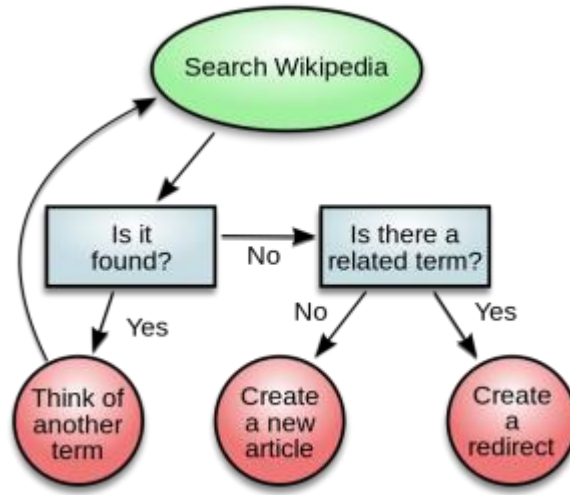 Search Wikipedia
Is it
found?
No
Is there a
related term?
Yes
No
Yes
Think of
another
term
Create
a new
article
Create
a
redirect